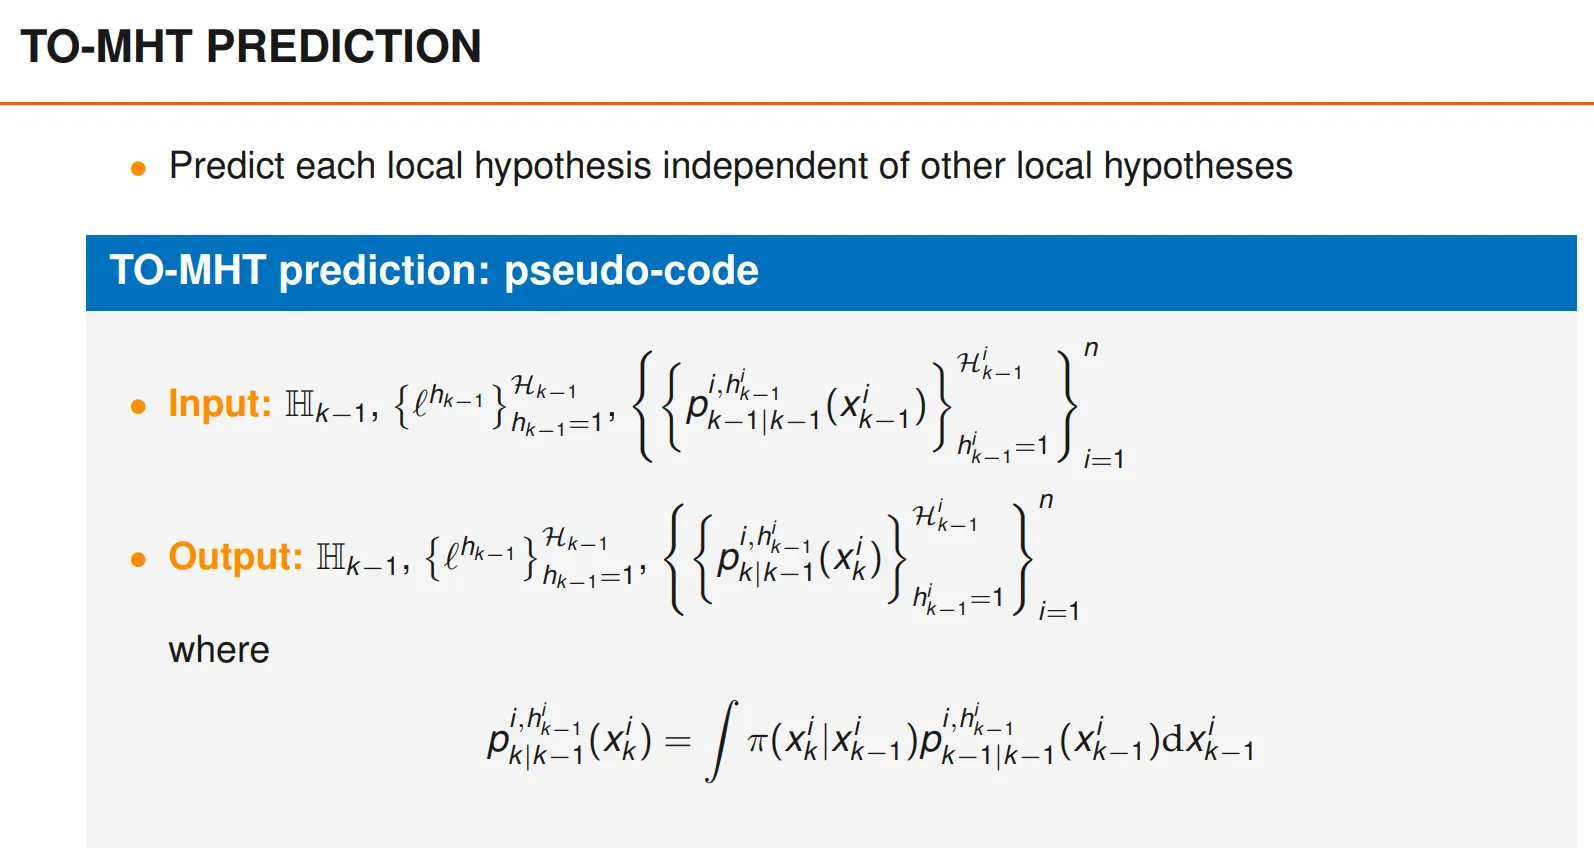 TO-MHT PREDICTION
• Predict each local hypothesis independent of other local hypotheses
TO-MHT prediction: pseudo-code
• Input: $\mathbb{H}_{k-1}, \left\{\ell^{h_{k-1}}\right\}_{h_{k-1}=1}^{\mathcal{H}_{k-1}}, \left\{\left\{p_{k-1|k-1}^{i,h_{k-1}^i}(x_{k-1}^i)\right\}_{h_{k-1}^i=1}^{\mathcal{H}_{k-1}^i}\right\}_{i=1}^{n}$
• Output: $\mathbb{H}_{k-1}, \left\{\ell^{h_{k-1}}\right\}_{h_{k-1}=1}^{\mathcal{H}_{k-1}}, \left\{\left\{p_{k|k-1}^{i,h_{k-1}^i}(x_k^i)\right\}_{h_{k-1}^i=1}^{\mathcal{H}_{k-1}^i}\right\}_{i=1}^{n}$
where
$p_{k|k-1}^{i,h_{k-1}^i}(x_k^i) = \int \pi(x_k^i|x_{k-1}^i)p_{k-1|k-1}^{i,h_{k-1}^i}(x_{k-1}^i)\mathrm{d}x_{k-1}^i$